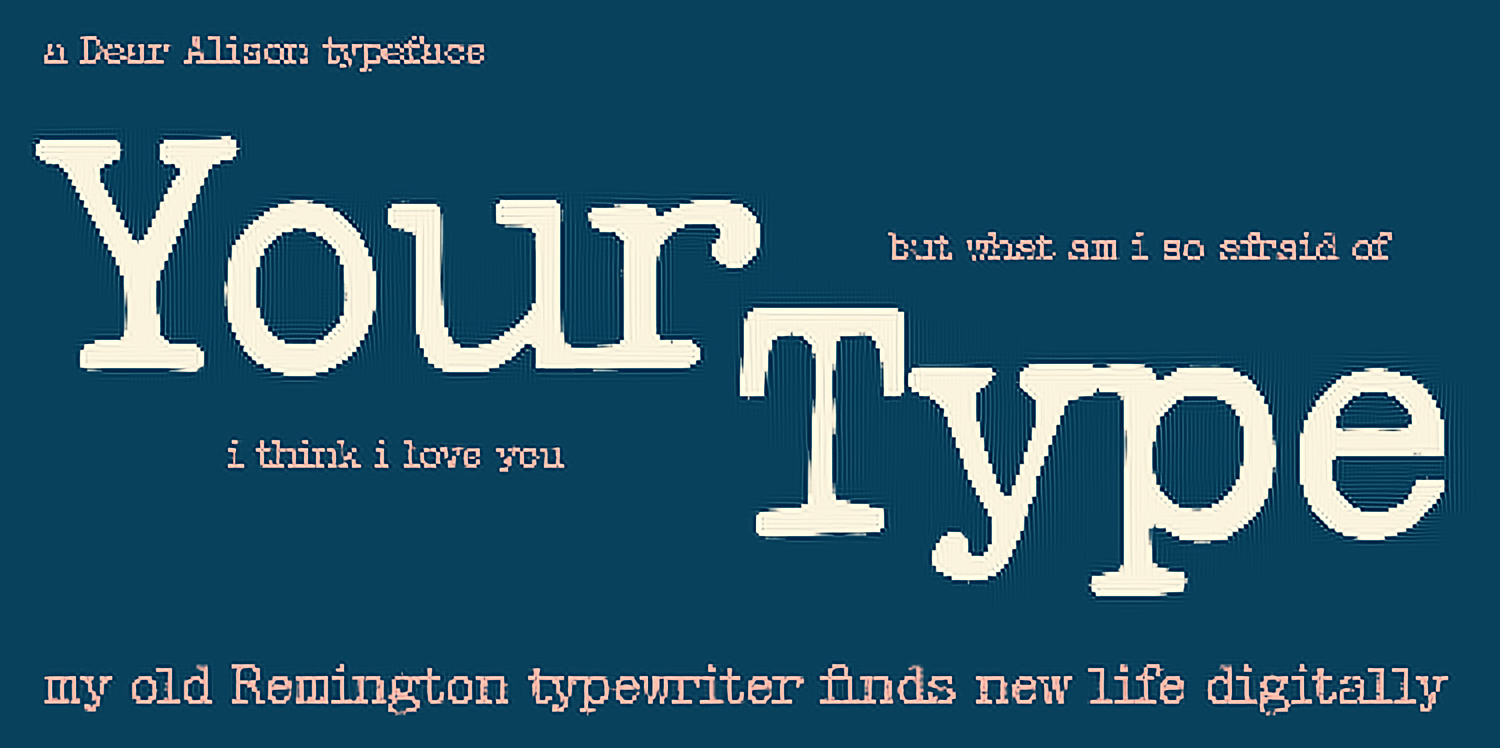 a Dear Alison typeface
Your
but what am i so afraid of
Type
i think i love you
my old Remington typewriter finds new life digitally